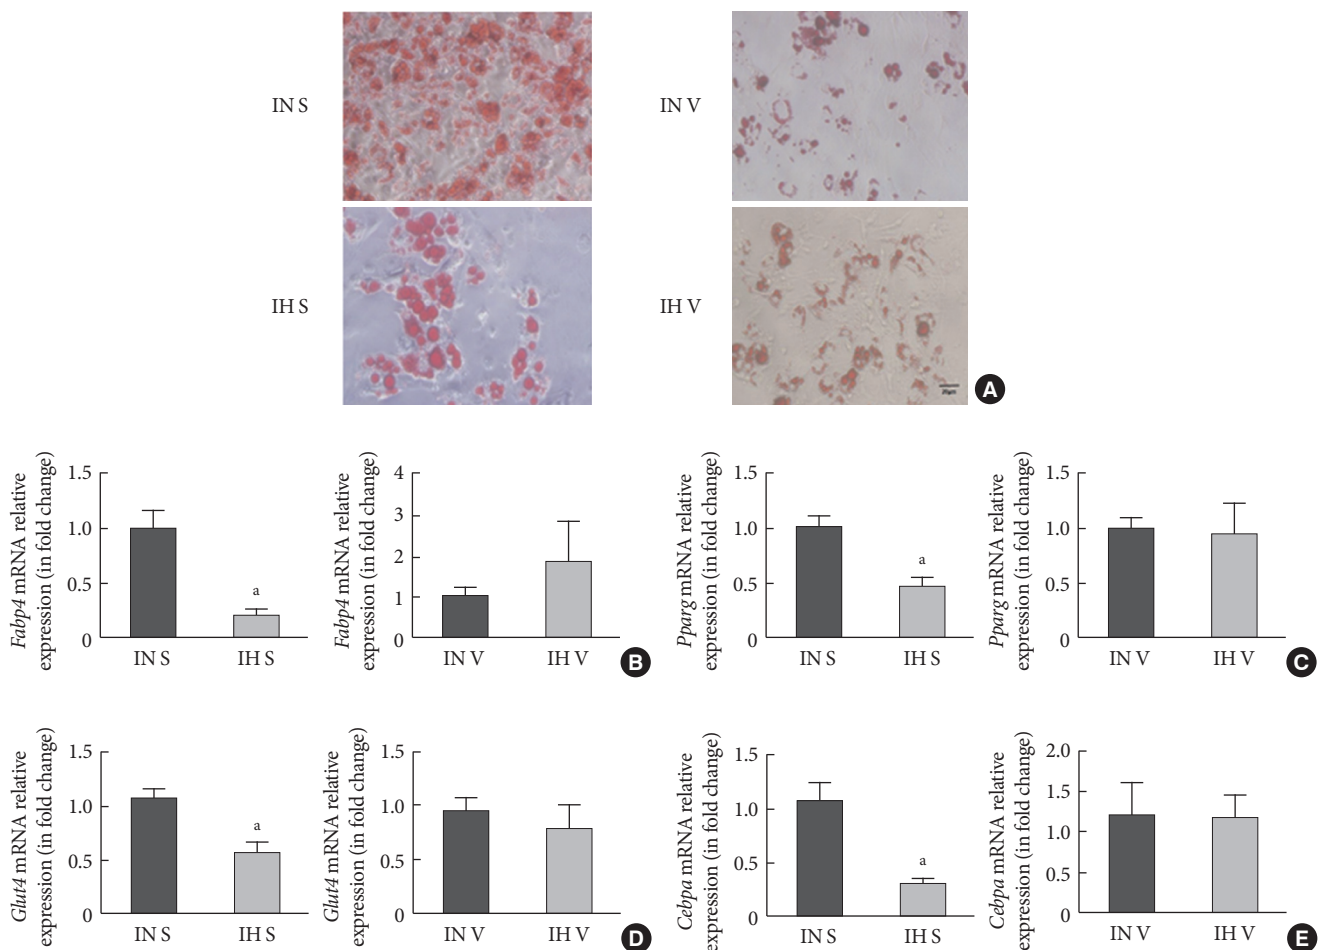 IN S
IN V
IH S
IH V
A
Fabp4 mRNA relative
expression (in fold change)
1.5
1.0
0.5
0
a
IN S
IH S
Fabp4 mRNA relative
expression (in fold change)
4
3
2
1
0
IN V
IH V
B
Pparg mRNA relative
expression (in fold change)
1.5
1.0
0.5
0
a
IN S
IH S
Pparg mRNA relative
expression (in fold change)
1.5
1.0
0.5
0
IN V
IH V
C
Glut4 mRNA relative
expression (in fold change)
1.5
1.0
0.5
0
a
IN S
IH S
Glut4 mRNA relative
expression (in fold change)
1.5
1.0
0.5
0
IN V
IH V
D
Cebpa mRNA relative
expression (in fold change)
1.5
1.0
0.5
0
a
IN S
IH S
Cebpa mRNA relative
expression (in fold change)
2.0
1.5
1.0
0.5
0
IN V
IH V
E